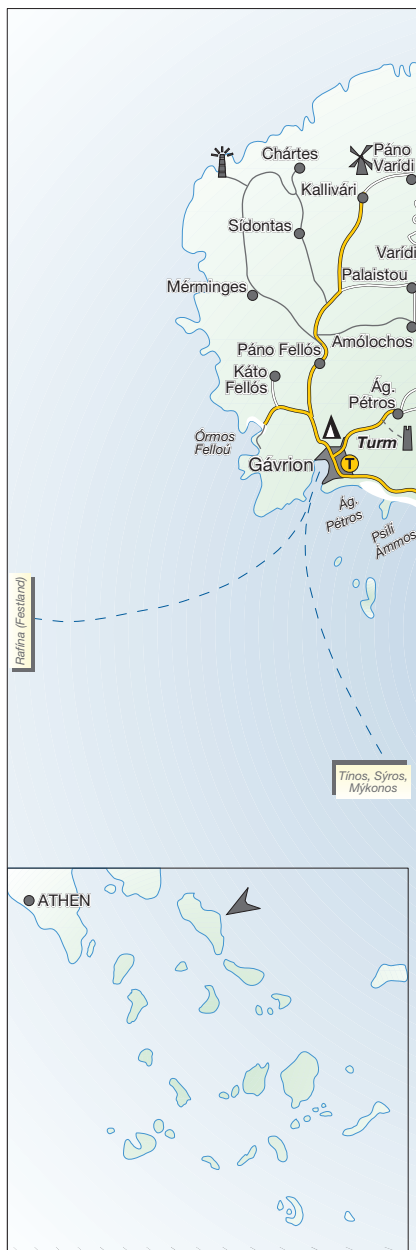 Chártes
Páno
Varídi
Kallivári
Sídontas
Varídi
Palaistou
Mérminges
Amólochos
Páno Fellós
Káto
Fellós
Ág.
Pétros
Órmos
Felloú
Turm
Gávrion
T
Ág.
Pétros
Psilí
Ámmos
Rafína (Festland)
Tínos, Sýros,
Mýkonos
ATHEN